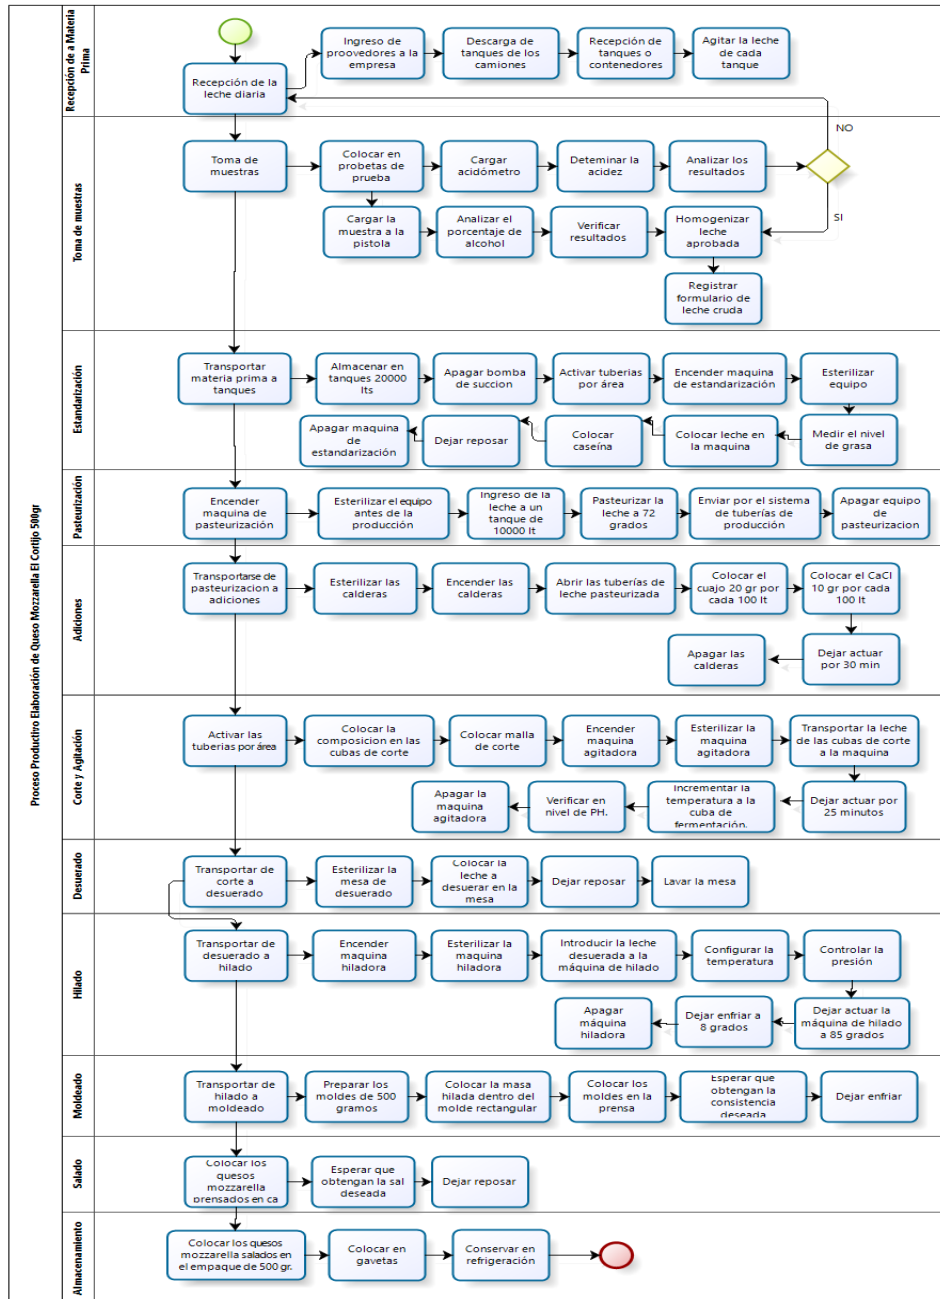 Proceso Productivo Elaboración de Queso Mozzarella El Cortijo 500gr
Recepción de a Materia
Prima
Recepción de la
leche diaria
Ingreso de
proovedores a la
empresa
Descarga de
tanques de los
camiones
Recepción de
tanques o
contenedores
Agitar la leche
de cada
tanque
NO
Toma de muestras
Toma de
muestras
Colocar en
probetas de
prueba
Cargar
acidómetro
Deteminar la
acidez
Analizar los
resultados
SI
Cargar la
muestra a la
pistola
Analizar el
porcentaje de
alcohol
Verificar
resultados
Homogenizar
leche
aprobada
Registrar
formulario de
leche cruda
Estandarización
Transportar
materia prima a
tanques
Almacenar en
tanques 20000
lts
Apagar bomba
de succion
Activar tuberias
por área
Encender maquina
de estandarización
Esterilizar
equipo
Apagar maquina
de
estandarización
Dejar reposar
Colocar
caseína
Colocar leche en
la maquina
Medir el nivel
de grasa
Pasteurización
Encender
maquina de
pasteurización
Esterilizar el equipo
antes de la
producción
Ingreso de la
leche a un
tanque de
10000 lt
Pasteurizar la
leche a 72
grados
Enviar por el sistema
de tuberías de
producción
Apagar equipo
de
pasteurizacion
Adiciones
Transportarse de
pasteurizacion a
adiciones
Esterilizar las
calderas
Encender las
calderas
Abrir las tuberías de
leche pasteurizada
Colocar el
cuajo 20 gr por
cada 100 lt
Colocar el CaCl
10 gr por cada
100 lt
Apagar las
calderas
Dejar actuar
por 30 min
Corte y Agitación
Activar las
tuberias por área
Colocar la
composicion en las
cubas de corte
Colocar malla
de corte
Encender
maquina
agitadora
Esterilizar la
maquina
agitadora
Transportar la leche
de las cubas de corte
a la maquina
Apagar la
maquina
agitadora
Verificar en
nivel de PH.
Incrementar la
temperatura a la
cuba de
fermentación.
Dejar actuar por
25 minutos
Desuerado
Transportar de
corte a
desuerado
Esterilizar la
mesa de
desuerado
Colocar la
leche a
desuerar en la
mesa
Dejar reposar
Lavar la mesa
Hilado
Transportar de
desuerado a
hilado
Encender
maquina
hiladora
Esterilizar la
maquina
hiladora
Introducir la leche
desuerada a la
máquina de hilado
Configurar la
temperatura
Controlar la
presión
Apagar
máquina
hiladora
Dejar enfriar a
8 grados
Dejar actuar la
máquina de hilado
a 85 grados
Moldeado
Transportar de
hilado a
moldeado
Preparar los
moldes de 500
gramos
Colocar la masa
hilada dentro del
molde rectangular
Colocar los
moldes en la
prensa
Esperar que
obtengan la
consistencia
deseada
Dejar enfriar
Salado
Colocar los
quesos
mozzarella
prensados en ca
Esperar que
obtengan la sal
deseada
Dejar reposar
Almacenamiento
Colocar los quesos
mozzarella salados en
el empaque de 500 gr.
Colocar en
gavetas
Conservar en
refrigeración